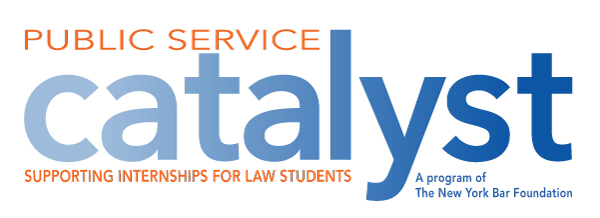 PUBLIC SERVICE
catalyst
SUPPORTING INTERNSHIPS FOR LAW STUDENTS
A program of
The New York Bar Foundation